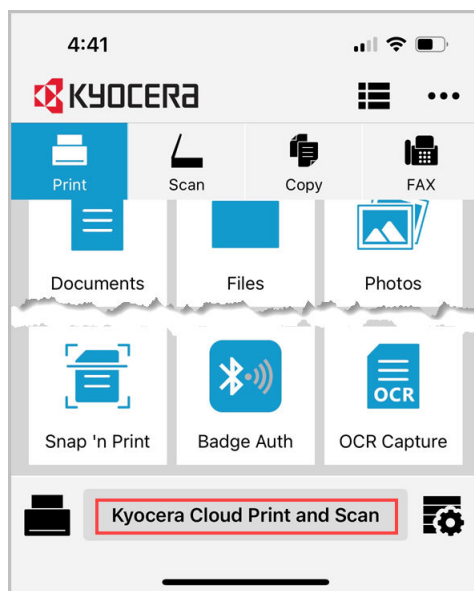 4:41
KYOCERA
Print Scan Copy FAX
Documents Files Photos
Snap 'n Print Badge Auth OCR Capture
OCR
Kyocera Cloud Print and Scan